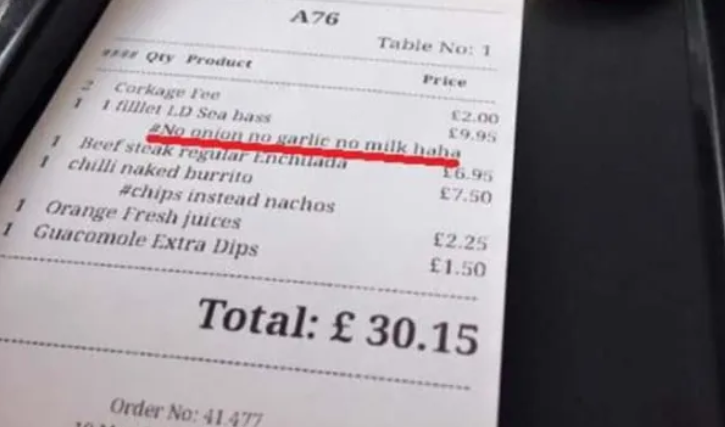 A76
Table No: 1
#### Qty Product Price
2 Corkage Fee £2.00
1 1 filllet LD Sea bass £9.95
#No onion no garlic no milk haha
1 Beef steak regular Enchilada £6.95
1 chilli naked burrito £7.50
#chips instead nachos
1 Orange Fresh juices £2.25
1 Guacomole Extra Dips £1.50
Total: £ 30.15
Order No: 41477